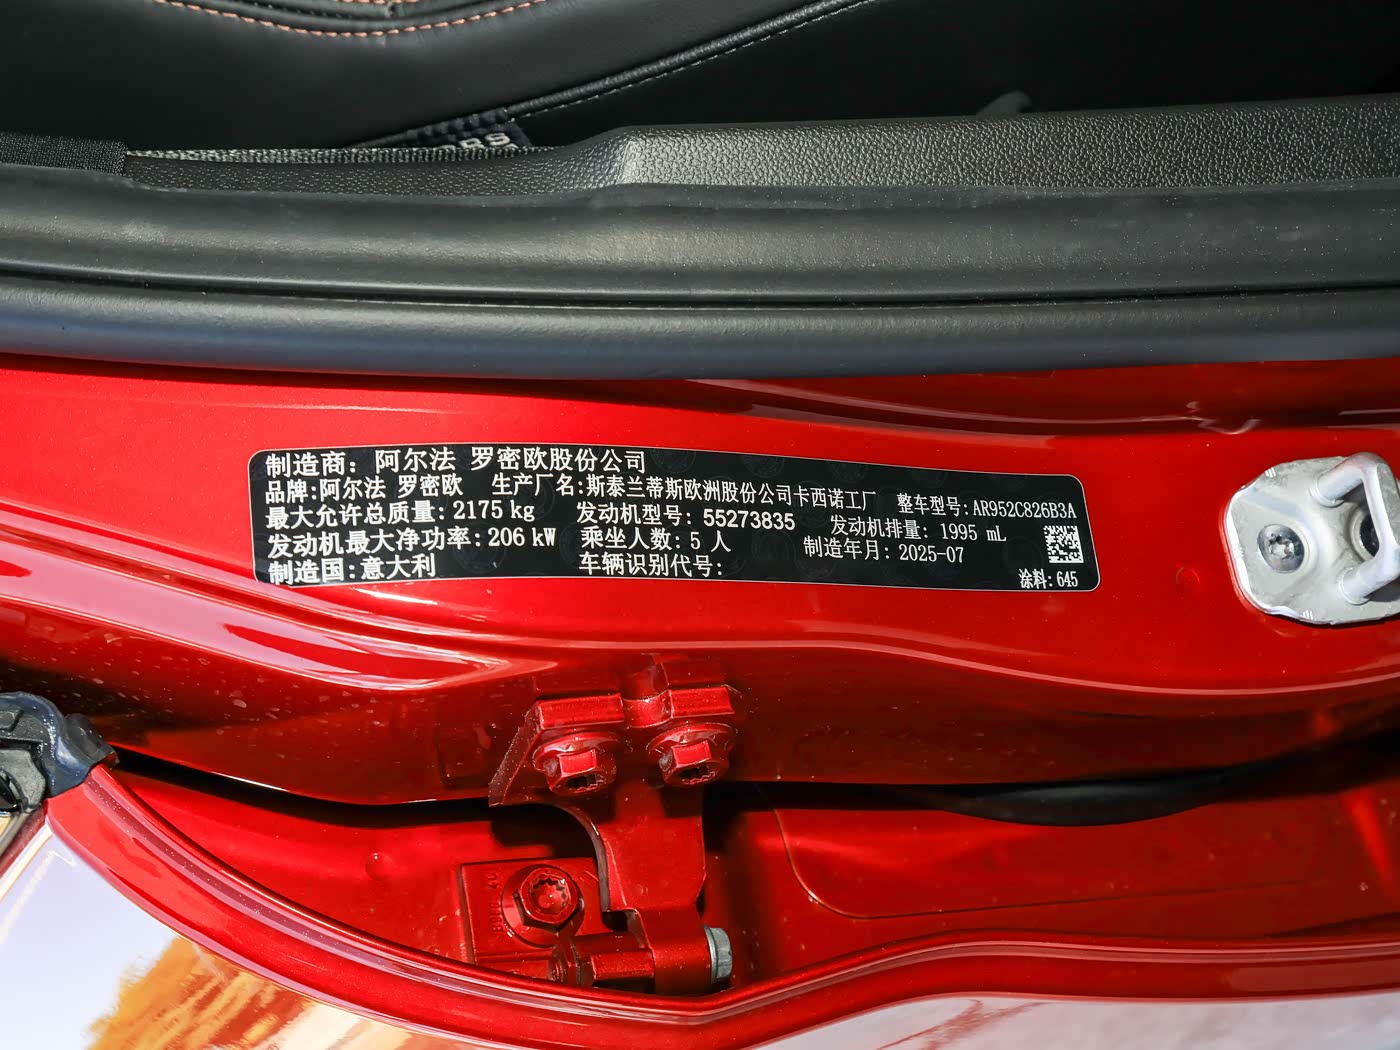 制造商: 阿尔法 罗密欧股份公司
品牌:阿尔法 罗密欧 生产厂名:斯泰兰蒂斯欧洲股份公司卡西诺工厂 整车型号:AR952C826B3A
最大允许总质量: 2175 kg 发动机型号: 55273835 发动机排量: 1995 mL
发动机最大净功率: 206 kW 乘坐人数: 5 人 制造年月: 2025-07
制造国:意大利 车辆识别代号: 涂料: 645